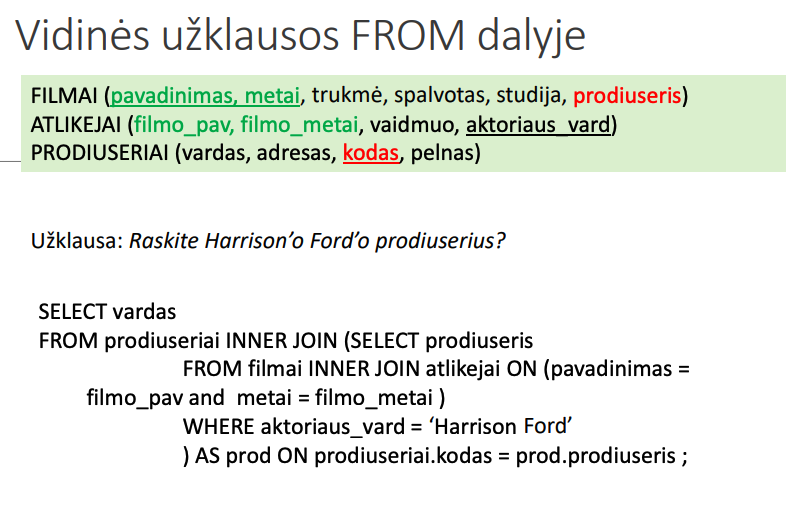 Vidinės užklausos FROM dalyje
FILMAI (pavadinimas, metai, trukmė, spalvotas, studija, prodiuseris)
ATLIKEJAI (filmo_pav, filmo_metai, vaidmuo, aktoriaus_vard)
PRODIUSERIAI (vardas, adresas, kodas, pelnas)
Užklausa: Raskite Harrison’o Ford’o prodiuserius?
SELECT vardas
FROM prodiuseriai INNER JOIN (SELECT prodiuseris
FROM filmai INNER JOIN atlikejai ON (pavadinimas =
filmo_pav and metai = filmo_metai )
WHERE aktoriaus_vard = ‘Harrison Ford’
) AS prod ON prodiuseriai.kodas = prod.prodiuseris ;